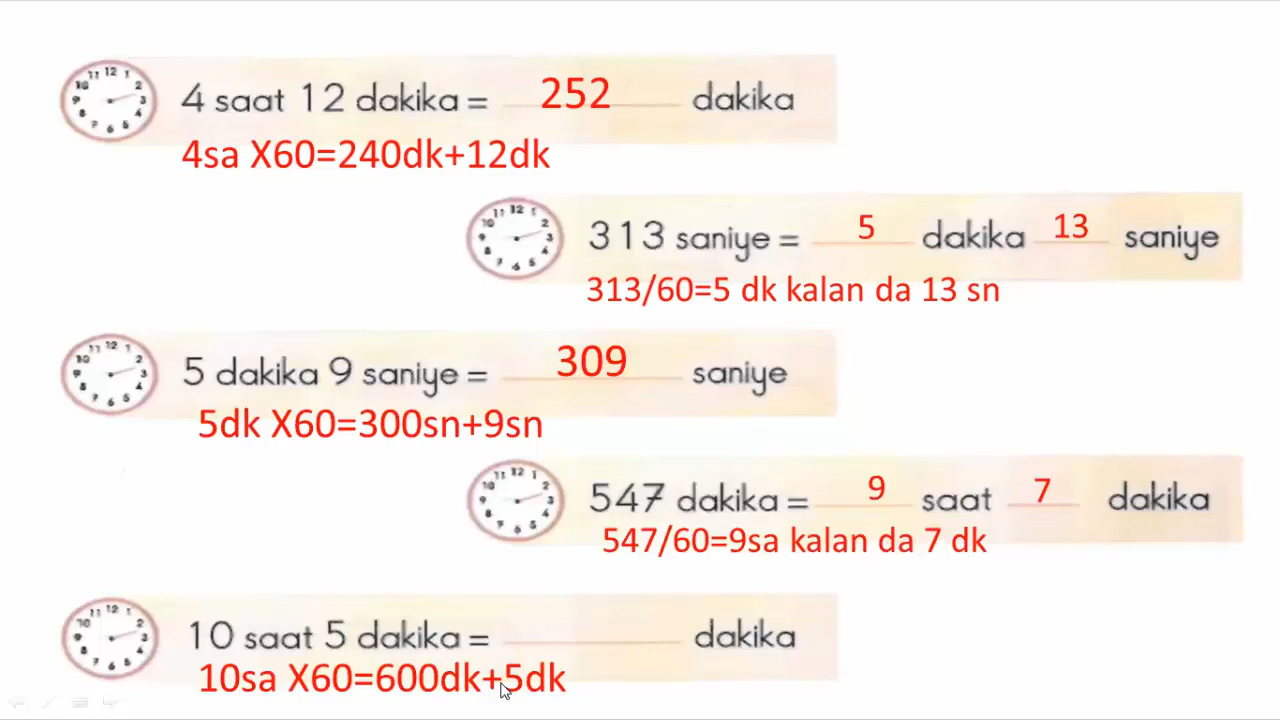 4 saat 12 dakika = 252 dakika
4sa X60=240dk+12dk
313 saniye = 5 dakika 13 saniye
313/60=5 dk kalan da 13 sn
5 dakika 9 saniye = 309 saniye
5dk X60=300sn+9sn
547 dakika = 9 saat 7 dakika
547/60=9sa kalan da 7 dk
10 saat 5 dakika = dakika
10sa X60=600dk+5dk